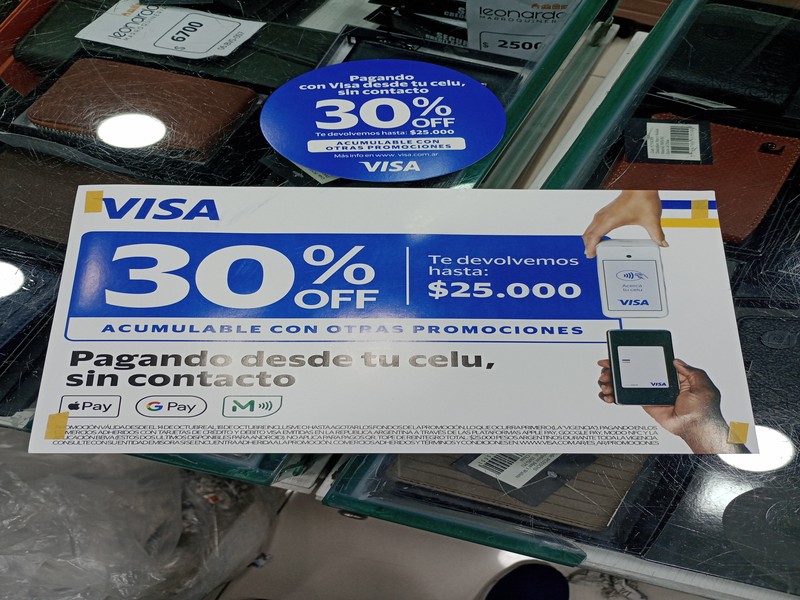 leonardo
6700
leonardo
MARROQUINERIA
2500
Pagando
con Visa desde tu celu,
sin contacto
30% OFF
Te devolvemos hasta: $25.000
ACUMULABLE CON
OTRAS PROMOCIONES
Más info en www.visa.com.ar
VISA
VISA
30% OFF
Te devolvemos
hasta:
$25.000
ACUMULABLE CON OTRAS PROMOCIONES
Acercá
tu celu
VISA
VISA
Pagando desde tu celu,
sin contacto
Pay
G Pay
M
OMOCIÓN VÁLIDA DESDE EL 14 DE OCTUBRE AL 18 DE OCTUBRE INCLUSIVE O HASTA AGOTAR LOS FONDOS DE LA PROMOCIÓN, LO QUE OCURRA PRIMERO (LA VIGENCIA). PAGANDO EN LOS
MERCIOS ADHERIDOS CON TARJETAS DE CRÉDITO Y DÉBITO VISA EMITIDAS EN LA REPÚBLICA ARGENTINA A TRAVÉS DE LAS PLATAFORMAS APPLE PAY, GOOGLE PAY, MODO NFC Y LA
LICACIÓN BBVA (ESTOS DOS ÚLTIMOS DISPONIBLES PARA ANDROID). NO APLICA PARA PAGOS QR. TOPE DE REINTEGRO TOTAL: $25.000 PESOS ARGENTINOS DURANTE TODA LA VIGENCIA.
CONSULTE CON SU ENTIDAD EMISORA SI SE ENCUENTRA ADHERIDA A LA PROMOCIÓN. COMERCIOS ADHERIDOS Y TÉRMINOS Y CONDICIONES EN WWW.VISA.COM.AR/ES_AR/PROMOCIONES